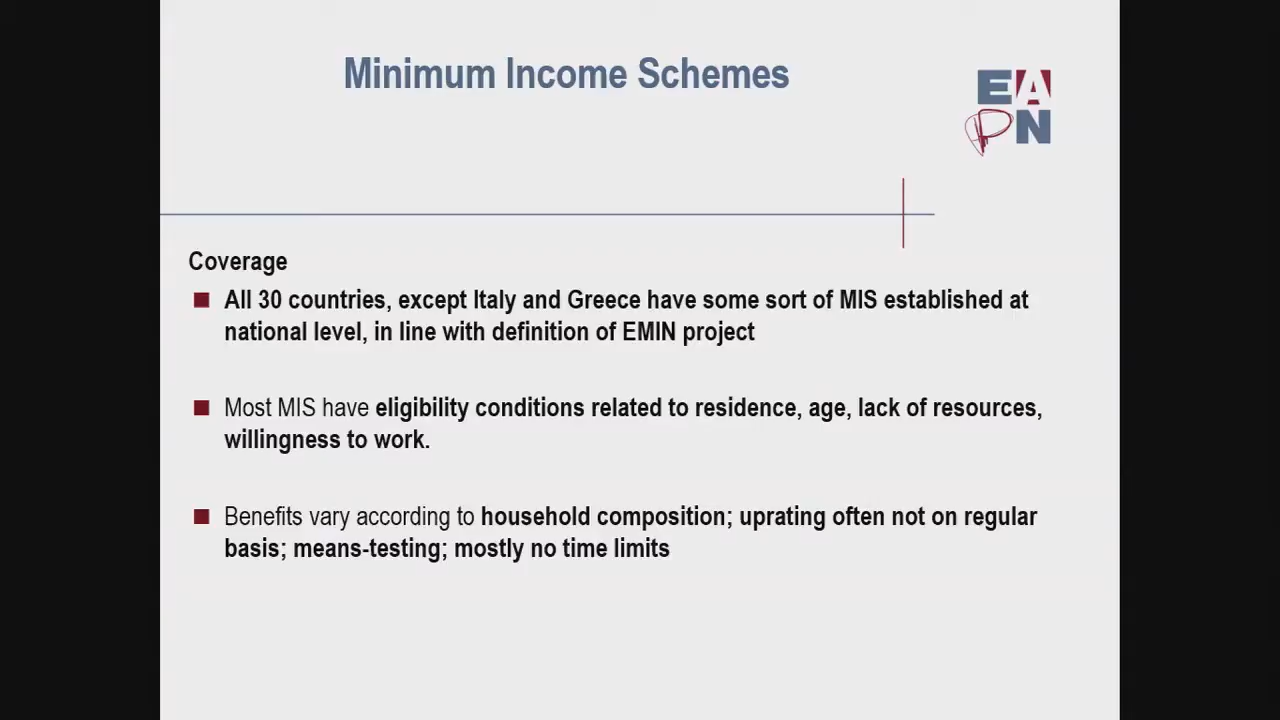 Minimum Income Schemes
EA
PN
Coverage
All 30 countries, except Italy and Greece have some sort of MIS established at
national level, in line with definition of EMIN project
Most MIS have eligibility conditions related to residence, age, lack of resources,
willingness to work.
Benefits vary according to household composition; uprating often not on regular
basis; means-testing; mostly no time limits